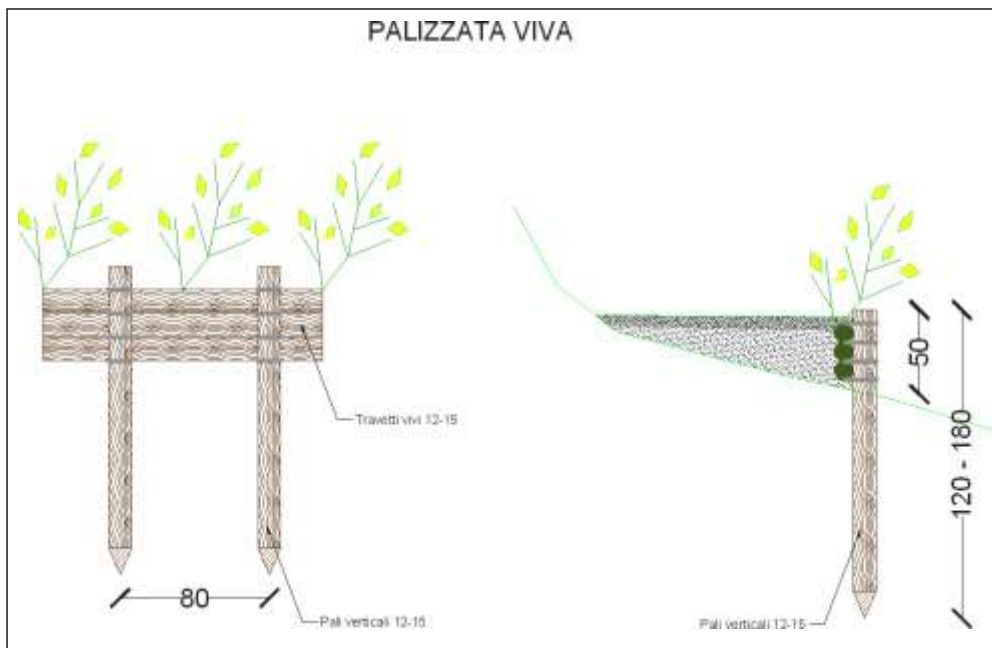 PALIZZATA VIVA
Travetti vivi 12-15
80
Pali verticali 12-15
50
120 - 180
Pali verticali 12-15